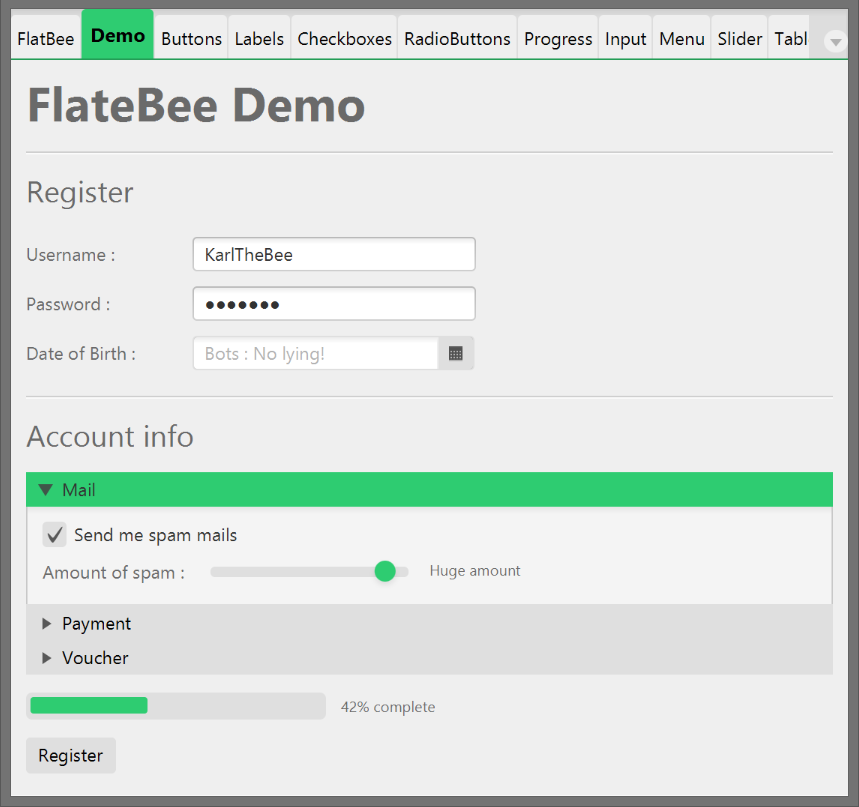 FlatBee Demo Buttons Labels Checkboxes RadioButtons Progress Input Menu Slider Tabl
FlateBee Demo
Register
Username : KarlTheBee
Password : ●●●●●●●
Date of Birth : Bots : No lying!
Account info
Mail
Send me spam mails
Amount of spam : Huge amount
Payment
Voucher
42% complete
Register